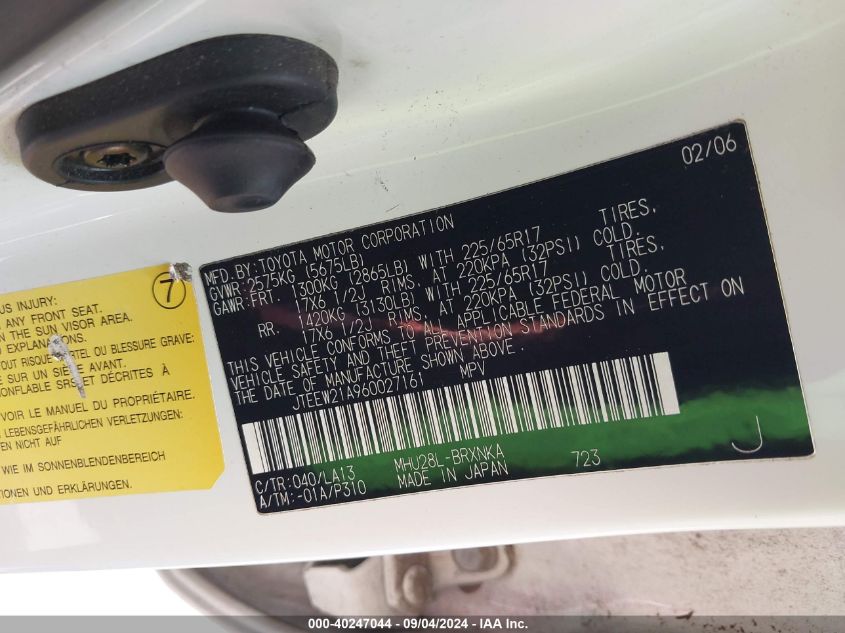 02/06
MFD.BY:TOYOTA MOTOR CORPORATION
GVWR:2575KG (5675LB)
GAWR:FRT. 1300KG (2865LB) WITH 225/65R17 TIRES,
17X6 1/2J RIMS, AT 220KPA (32PSI) COLD.
RR. 1420KG (3130LB) WITH 225/65R17 TIRES,
17X6 1/2J RIMS, AT 220KPA (32PSI) COLD.
THIS VEHICLE CONFORMS TO ALL APPLICABLE FEDERAL MOTOR
VEHICLE SAFETY AND THEFT PREVENTION STANDARDS IN EFFECT ON
THE DATE OF MANUFACTURE SHOWN ABOVE.
JTEEW21A960027161 MPV
C/TR:040/LA13 MHU28L-BRXNKA 723
A/TM:-01A/P310 MADE IN JAPAN
J
7
US INJURY:
ANY FRONT SEAT.
N THE SUN VISOR AREA.
EXPLANATIONS.
TOUT RISQUE OU BLESSURE GRAVE:
E SUR UN SIÈGE AVANT.
NONFLABLE SRS ET DÉCRITES À
VOIR LE MANUEL DU PROPRIÉTAIRE.
LEBENSGEFÄHRLICHEN VERLETZUNG:
EN NICHT AUF
WIE IM SONNENBLENDENBEREICH
TIONEN UND ERKLÄRUNGEN.
000-40247044 - 09/04/2024 - IAA Inc.